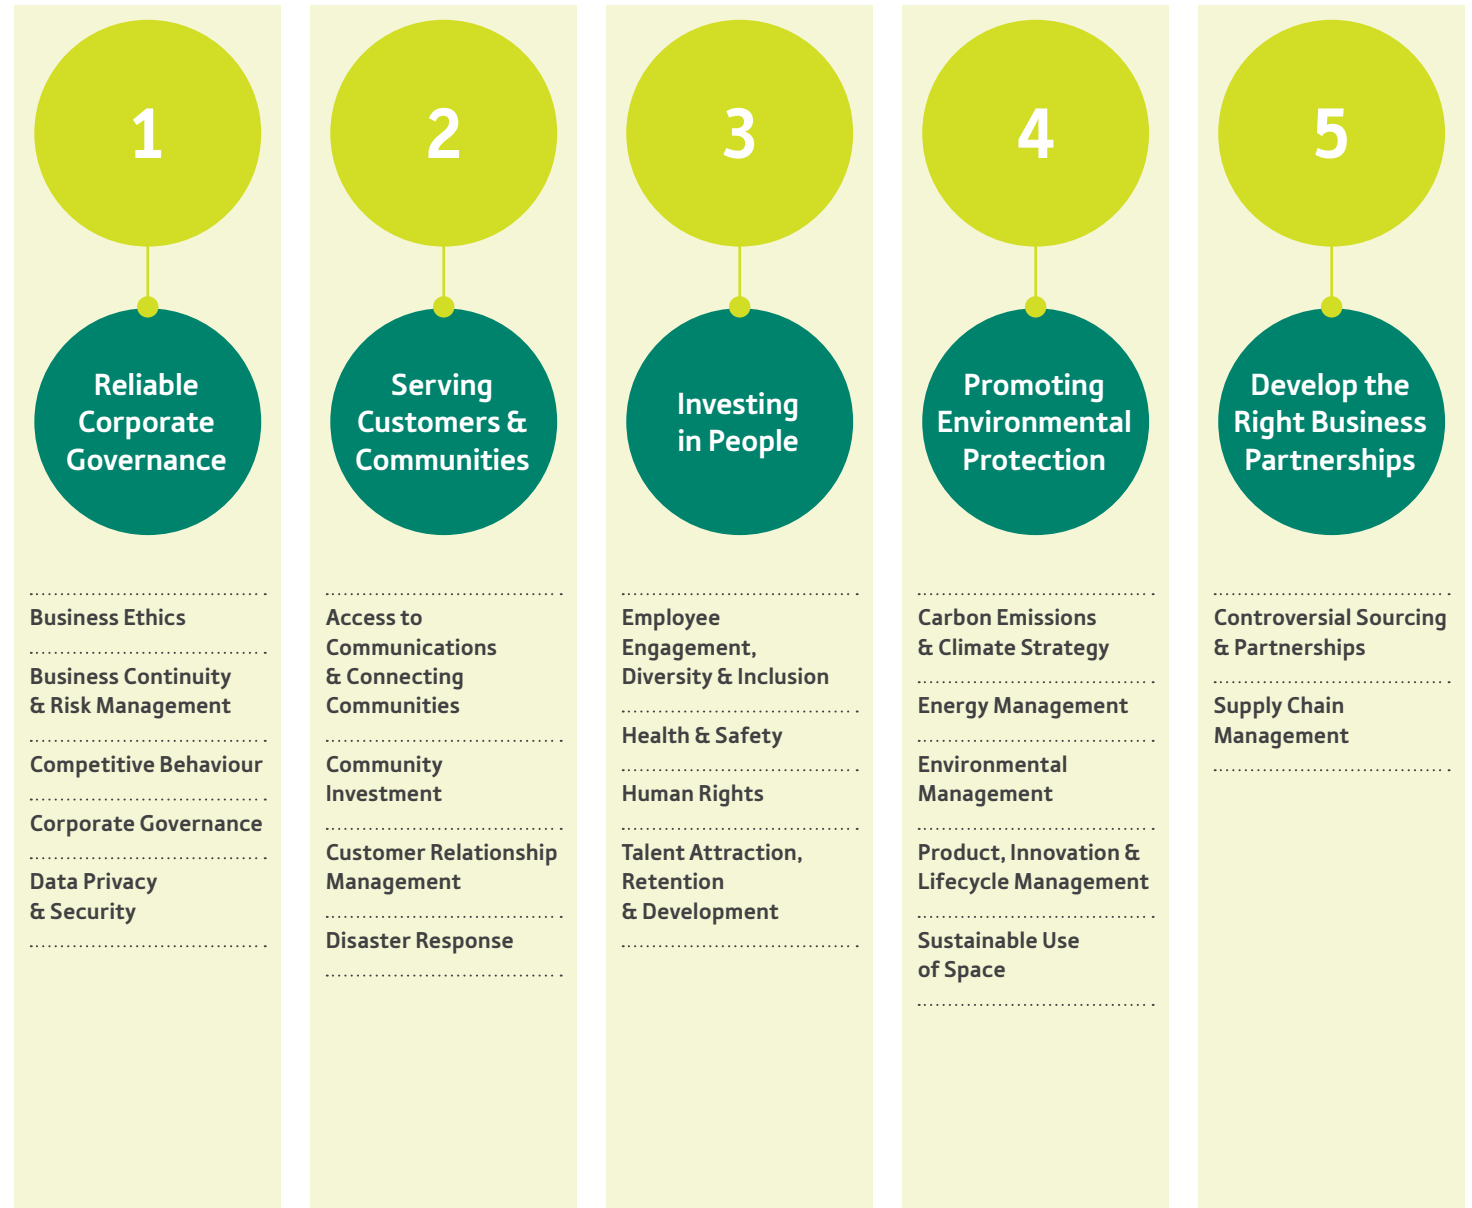 1
Reliable
Corporate
Governance
Business Ethics
Business Continuity
& Risk Management
Competitive Behaviour
Corporate Governance
Data Privacy
& Security
2
Serving
Customers &
Communities
Access to
Communications
& Connecting
Communities
Community
Investment
Customer Relationship
Management
Disaster Response
3
Investing
in People
Employee
Engagement,
Diversity & Inclusion
Health & Safety
Human Rights
Talent Attraction,
Retention
& Development
4
Promoting
Environmental
Protection
Carbon Emissions
& Climate Strategy
Energy Management
Environmental
Management
Product, Innovation &
Lifecycle Management
Sustainable Use
of Space
5
Develop the
Right Business
Partnerships
Controversial Sourcing
& Partnerships
Supply Chain
Management